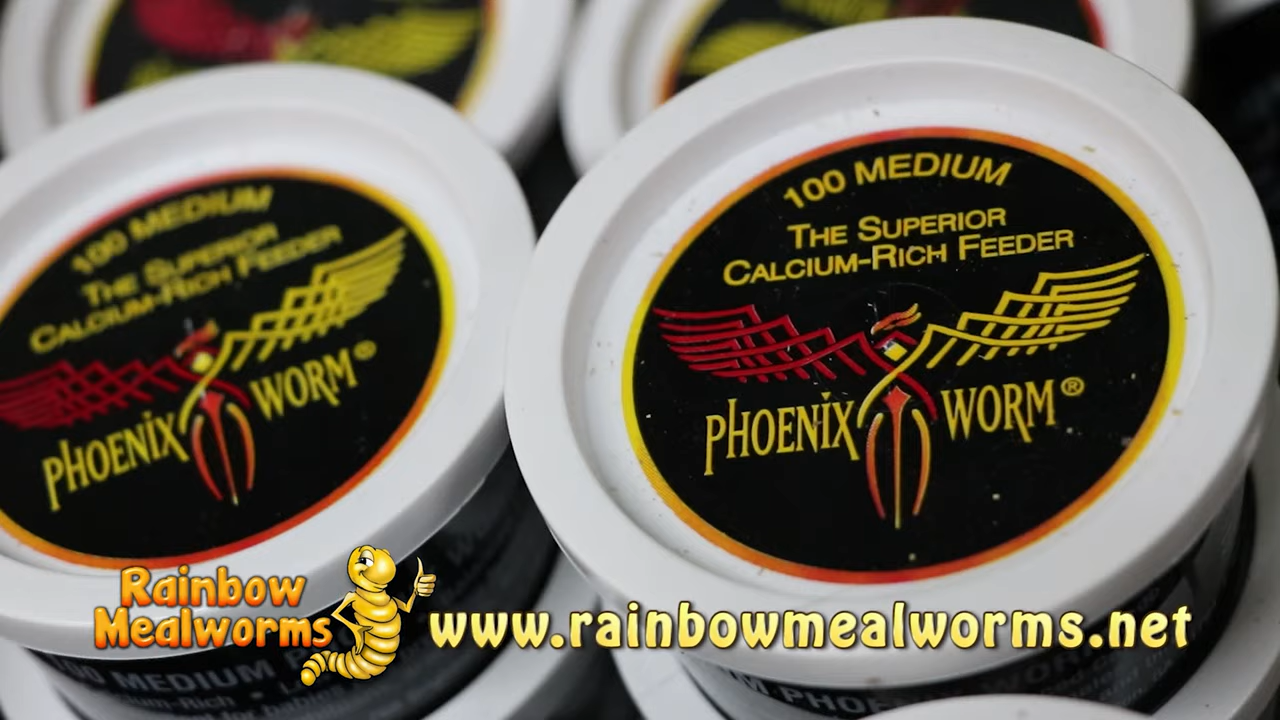 100 MEDIUM
THE SUPERIOR
CALCIUM-RICH FEEDER
PHOENIX WORM®
100 MEDIUM
THE SUPERIOR
CALCIUM-RICH FEEDER
PHOENIX WORM®
Rainbow
Mealworms
www.rainbowmealworms.net
100 MEDIUM